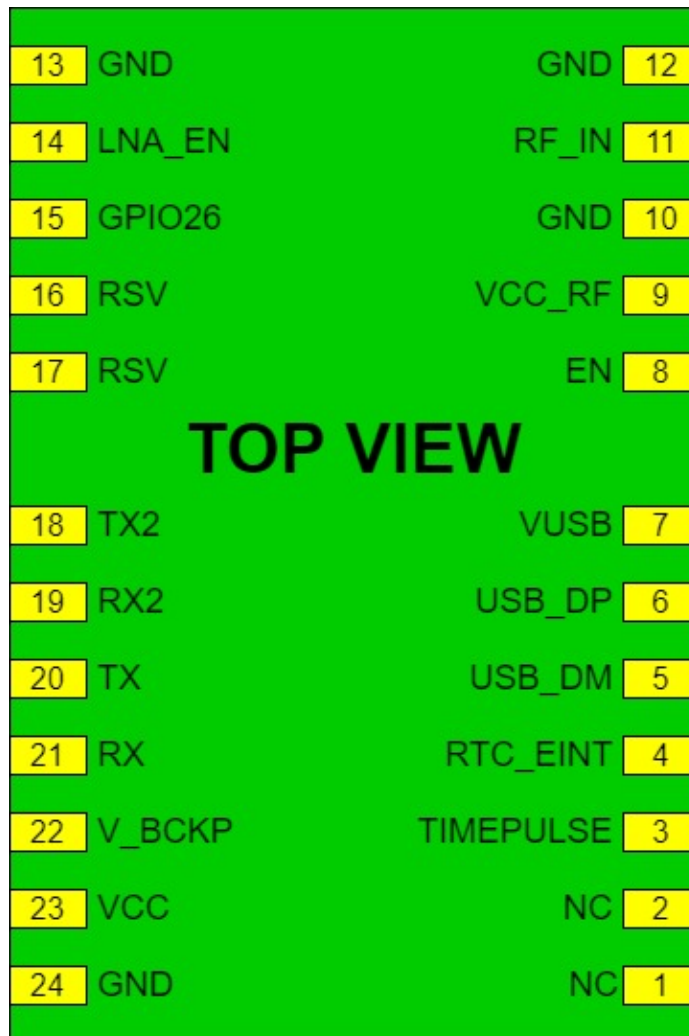 13 GND GND 12
14 LNA_EN RF_IN 11
15 GPIO26 GND 10
16 RSV VCC_RF 9
17 RSV EN 8
TOP VIEW
18 TX2 VUSB 7
19 RX2 USB_DP 6
20 TX USB_DM 5
21 RX RTC_EINT 4
22 V_BCKP TIMEPULSE 3
23 VCC NC 2
24 GND NC 1